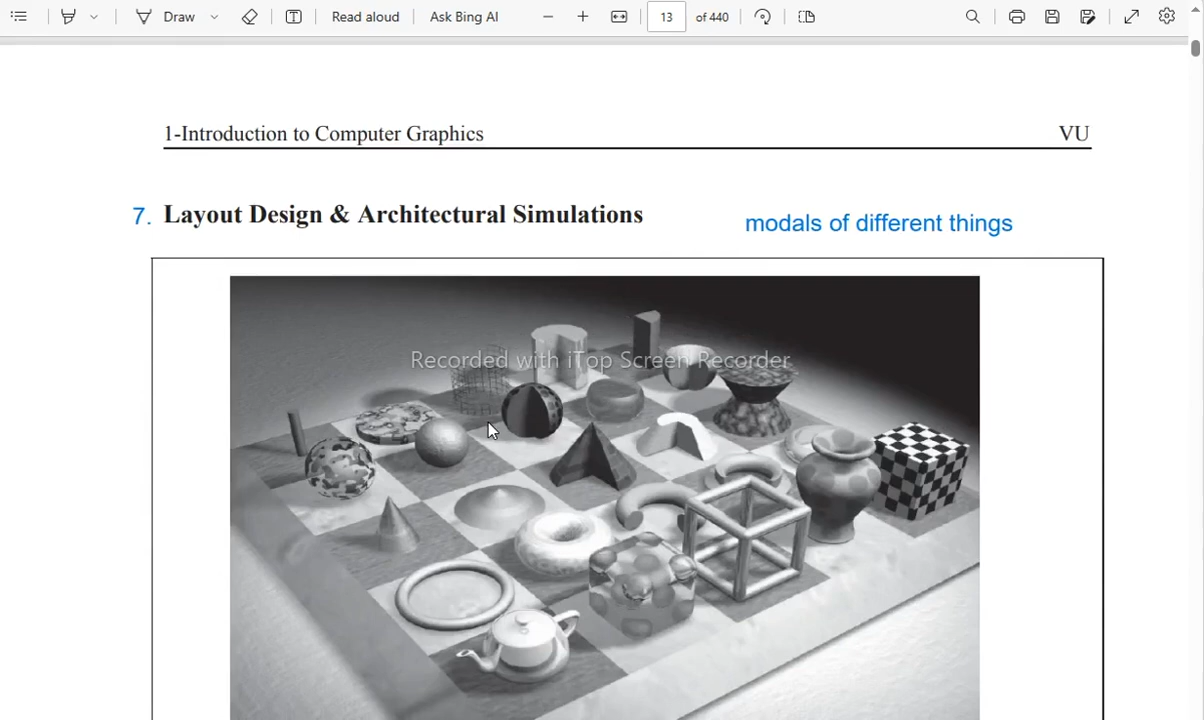 Draw
Read aloud
Ask Bing AI
13 of 440
1-Introduction to Computer Graphics VU
7. Layout Design & Architectural Simulations
modals of different things
Recorded with iTop Screen Recorder